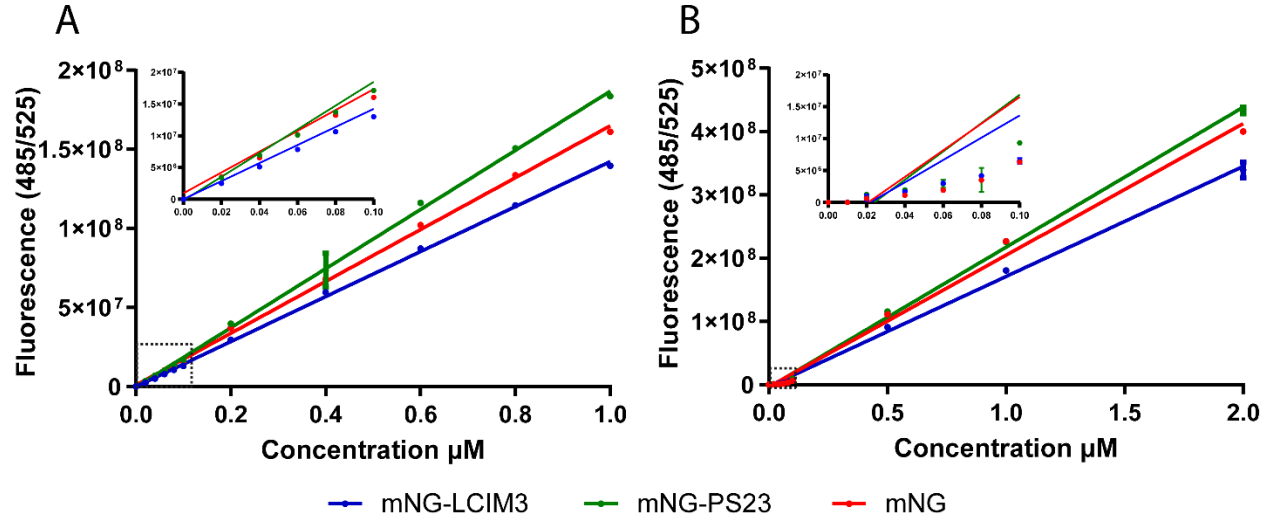 A
Fluorescence (485/525)
2×10⁸
1.5×10⁸
1×10⁸
5×10⁷
0
0.0 0.2 0.4 0.6 0.8 1.0
Concentration µM
2×10⁷
1.5×10⁷
1×10⁷
5×10⁶
0
0.00 0.02 0.04 0.06 0.08 0.10
B
Fluorescence (485/525)
5×10⁸
4×10⁸
3×10⁸
2×10⁸
1×10⁸
0
0.0 0.5 1.0 1.5 2.0
Concentration µM
2×10⁷
1.5×10⁷
1×10⁷
5×10⁶
0
0.00 0.02 0.04 0.06 0.08 0.10
mNG-LCIM3 mNG-PS23 mNG